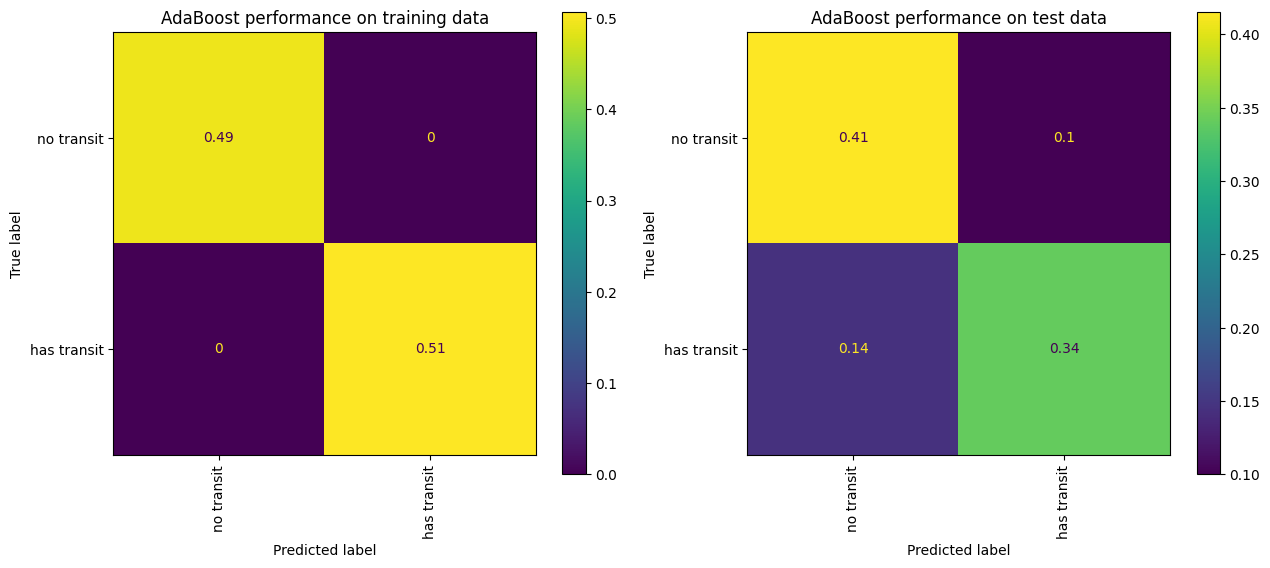 AdaBoost performance on training data
True label
no transit
has transit
0.49
0
0
0.51
no transit
has transit
Predicted label
0.5
0.4
0.3
0.2
0.1
0.0
AdaBoost performance on test data
True label
no transit
has transit
0.41
0.1
0.14
0.34
no transit
has transit
Predicted label
0.40
0.35
0.30
0.25
0.20
0.15
0.10